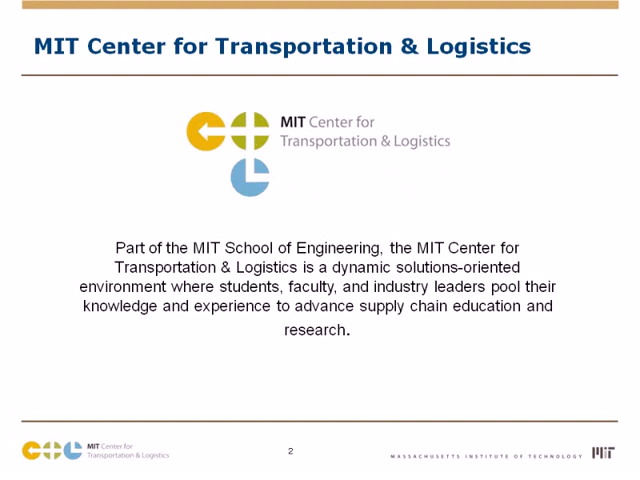 MIT Center for Transportation & Logistics
MIT Center for
Transportation & Logistics
Part of the MIT School of Engineering, the MIT Center for
Transportation & Logistics is a dynamic solutions-oriented
environment where students, faculty, and industry leaders pool their
knowledge and experience to advance supply chain education and
research.
MIT Center for
Transportation & Logistics
2
MASSACHUSETTS INSTITUTE OF TECHNOLOGY
MIT